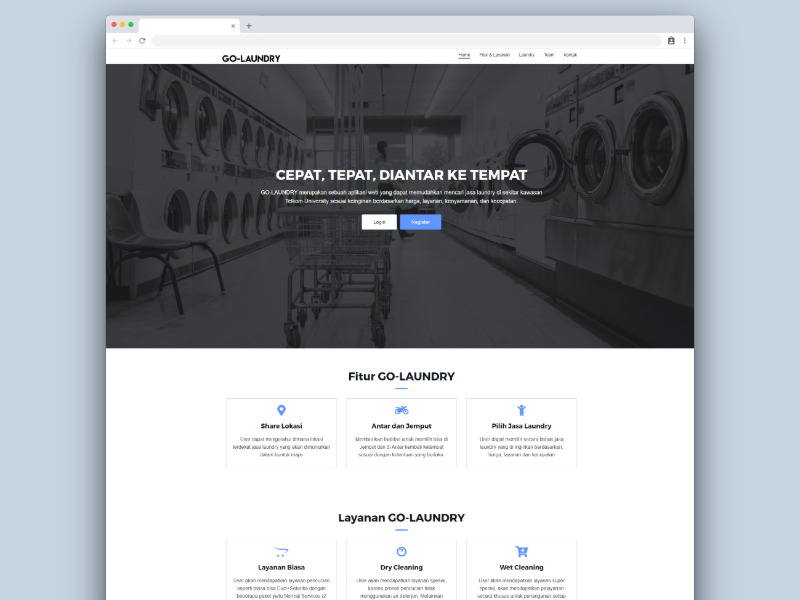 GO-LAUNDRY
Home Fitur & Layanan Laundry Team Kontak
CEPAT, TEPAT, DIANTAR KE TEMPAT
GO-LAUNDRY merupakan sebuah aplikasi web yang dapat memudahkan mencari jasa laundry di sekitar kawasan
Telkom University sesuai keinginan berdasarkan harga, layanan, kenyamanan, dan kecepatan.
Login Register
Fitur GO-LAUNDRY
Share Lokasi
User dapat mengetahui dimana lokasi
terdekat jasa laundry yang akan ditunjukan
dalam bentuk maps.
Antar dan Jemput
Memberikan fasilitas untuk memilih bisa di
Jemput dan di Antar kembali ketempat
sesuai dengan ketentuan yang berlaku.
Pilih Jasa Laundry
User dapat memilih secara bebas jasa
laundry yang di inginkan berdasarkan,
harga, layanan dan kecepatan
Layanan GO-LAUNDRY
Layanan Biasa
User akan mendapatkan layanan pencucian
seperti biasa bisa Cuci+Seterika dengan
beberapa paket yaitu Normal Services (2
Dry Cleaning
User akan mendapatkan layanan spesial,
karena proses pencucian tidak
menggunakan air deterjen. Melainkan
Wet Cleaning
User akan mendapatkan layanan super
spesial, akan mendapatkan pelayanan
secara khusus untuk penanganan setiap